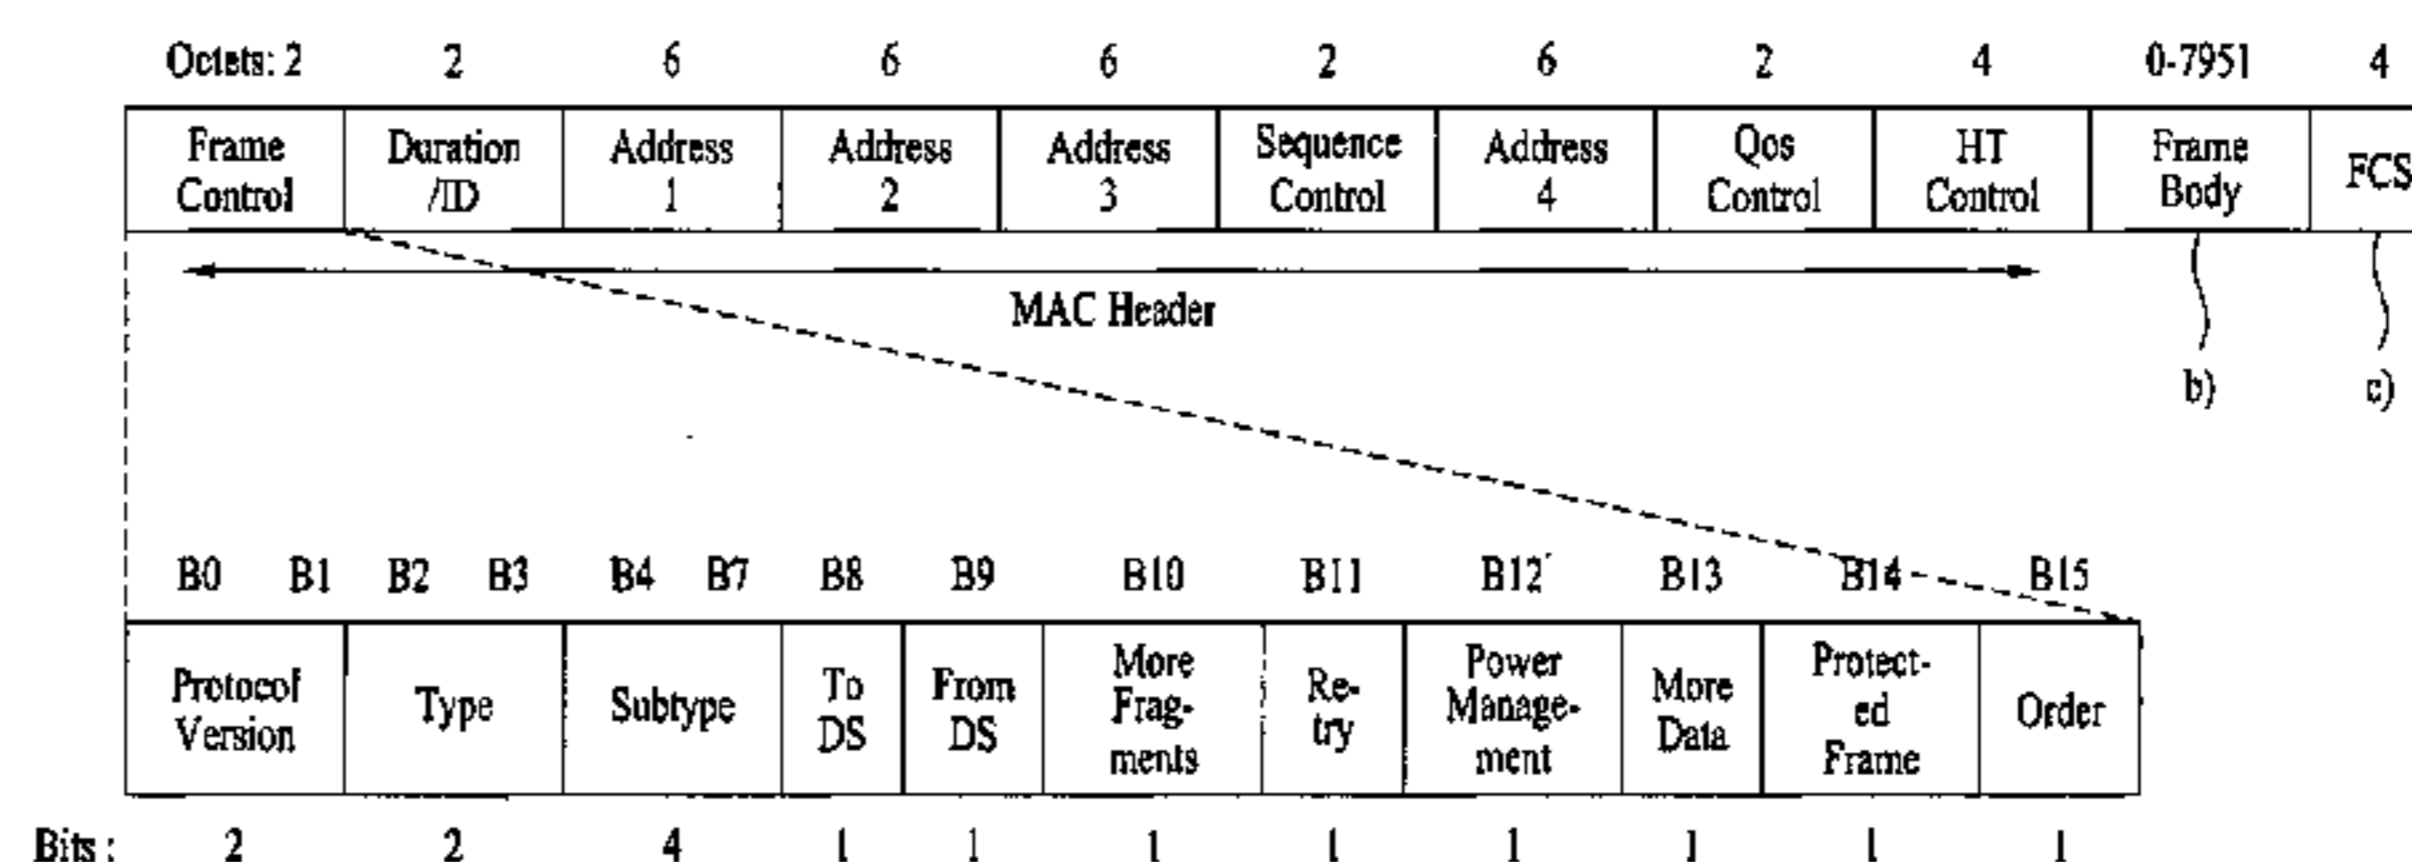 Octets: 2 2 6 6 6 2 6 2 4 0-7951 4
Frame Control Duration /ID Address 1 Address 2 Address 3 Sequence Control Address 4 Qos Control HT Control Frame Body FCS
MAC Header
b) c)
B0 B1 B2 B3 B4 B7 B8 B9 B10 B11 B12 B13 B14 B15
Protocol Version Type Subtype To DS From DS More Frag- ments Re- try Power Manage- ment More Data Protect- ed Frame Order
Bits : 2 2 4 1 1 1 1 1 1 1 1